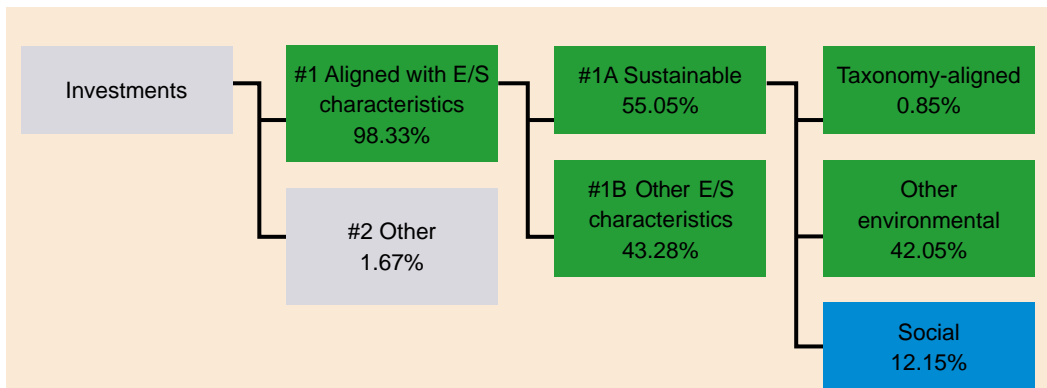 Investments
#1 Aligned with E/S
characteristics
98.33%
#2 Other
1.67%
#1A Sustainable
55.05%
#1B Other E/S
characteristics
43.28%
Taxonomy-aligned
0.85%
Other
environmental
42.05%
Social
12.15%